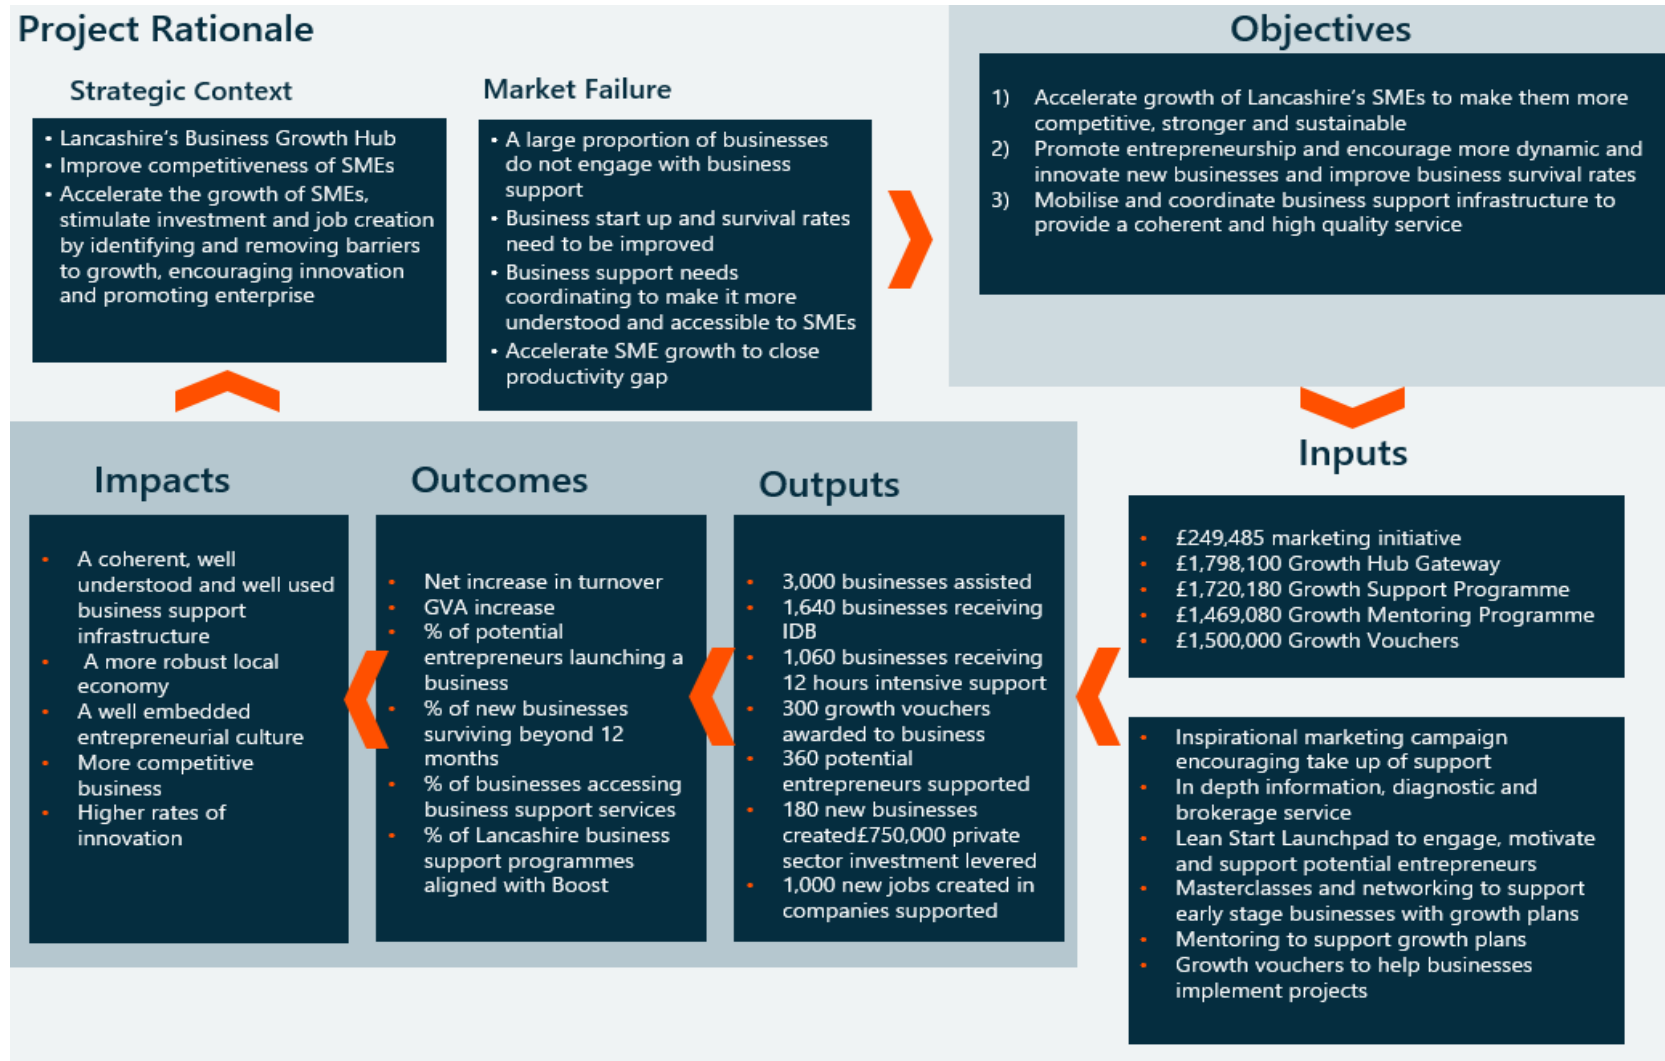 Project Rationale
Strategic Context
• Lancashire's Business Growth Hub
• Improve competitiveness of SMEs
• Accelerate the growth of SMEs,
stimulate investment and job creation
by identifying and removing barriers
to growth, encouraging innovation
and promoting enterprise
Market Failure
• A large proportion of businesses
do not engage with business
support
• Business start up and survival rates
need to be improved
• Business support needs
coordinating to make it more
understood and accessible to SMEs
• Accelerate SME growth to close
productivity gap
Objectives
1) Accelerate growth of Lancashire's SMEs to make them more
competitive, stronger and sustainable
2) Promote entrepreneurship and encourage more dynamic and
innovate new businesses and improve business survival rates
3) Mobilise and coordinate business support infrastructure to
provide a coherent and high quality service
Inputs
• £249,485 marketing initiative
• £1,798,100 Growth Hub Gateway
• £1,720,180 Growth Support Programme
• £1,469,080 Growth Mentoring Programme
• £1,500,000 Growth Vouchers
• Inspirational marketing campaign
encouraging take up of support
• In depth information, diagnostic and
brokerage service
• Lean Start Launchpad to engage, motivate
and support potential entrepreneurs
• Masterclasses and networking to support
early stage businesses with growth plans
• Mentoring to support growth plans
• Growth vouchers to help businesses
implement projects
Outputs
• 3,000 businesses assisted
• 1,640 businesses receiving
IDB
• 1,060 businesses receiving
12 hours intensive support
• 300 growth vouchers
awarded to business
• 360 potential
entrepreneurs supported
• 180 new businesses
created£750,000 private
sector investment levered
• 1,000 new jobs created in
companies supported
Outcomes
• Net increase in turnover
• GVA increase
• % of potential
entrepreneurs launching a
business
• % of new businesses
surviving beyond 12
months
• % of businesses accessing
business support services
• % of Lancashire business
support programmes
aligned with Boost
Impacts
• A coherent, well
understood and well used
business support
infrastructure
• A more robust local
economy
• A well embedded
entrepreneurial culture
• More competitive
business
• Higher rates of
innovation